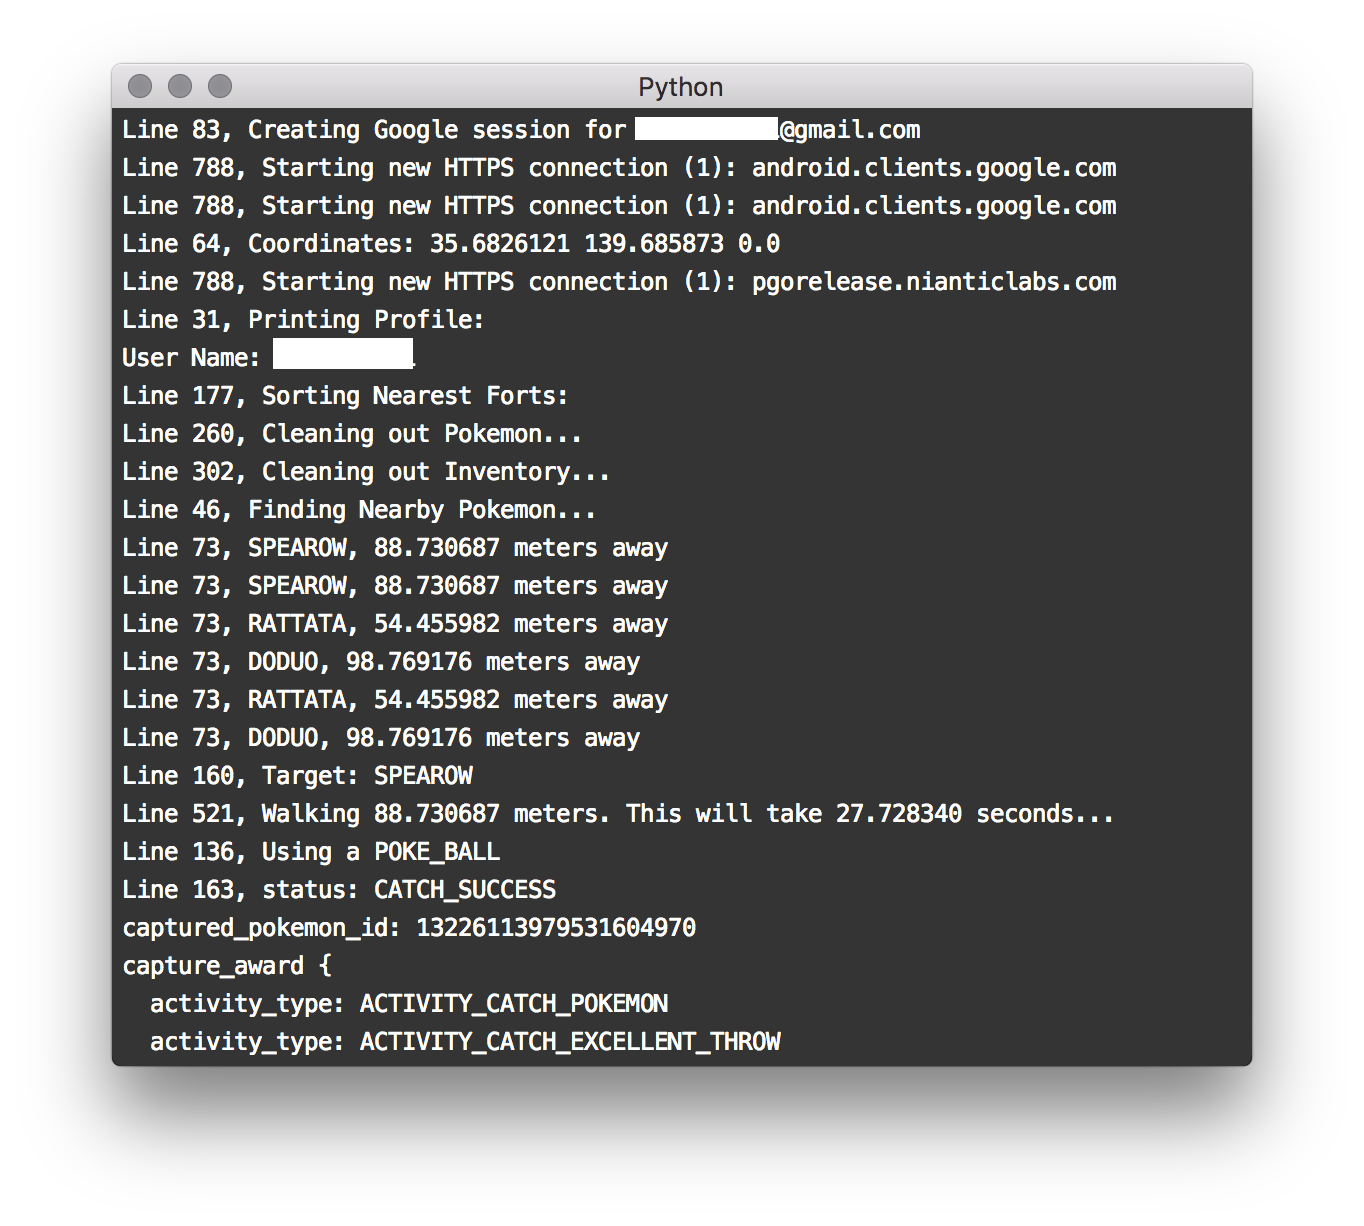 Python
Line 83, Creating Google session for @gmail.com
Line 788, Starting new HTTPS connection (1): android.clients.google.com
Line 788, Starting new HTTPS connection (1): android.clients.google.com
Line 64, Coordinates: 35.6826121 139.685873 0.0
Line 788, Starting new HTTPS connection (1): pgorelease.nianticlabs.com
Line 31, Printing Profile:
User Name:
Line 177, Sorting Nearest Forts:
Line 260, Cleaning out Pokemon...
Line 302, Cleaning out Inventory...
Line 46, Finding Nearby Pokemon...
Line 73, SPEAROW, 88.730687 meters away
Line 73, SPEAROW, 88.730687 meters away
Line 73, RATTATA, 54.455982 meters away
Line 73, DODUO, 98.769176 meters away
Line 73, RATTATA, 54.455982 meters away
Line 73, DODUO, 98.769176 meters away
Line 160, Target: SPEAROW
Line 521, Walking 88.730687 meters. This will take 27.728340 seconds...
Line 136, Using a POKE_BALL
Line 163, status: CATCH_SUCCESS
captured_pokemon_id: 13226113979531604970
capture_award {
  activity_type: ACTIVITY_CATCH_POKEMON
  activity_type: ACTIVITY_CATCH_EXCELLENT_THROW